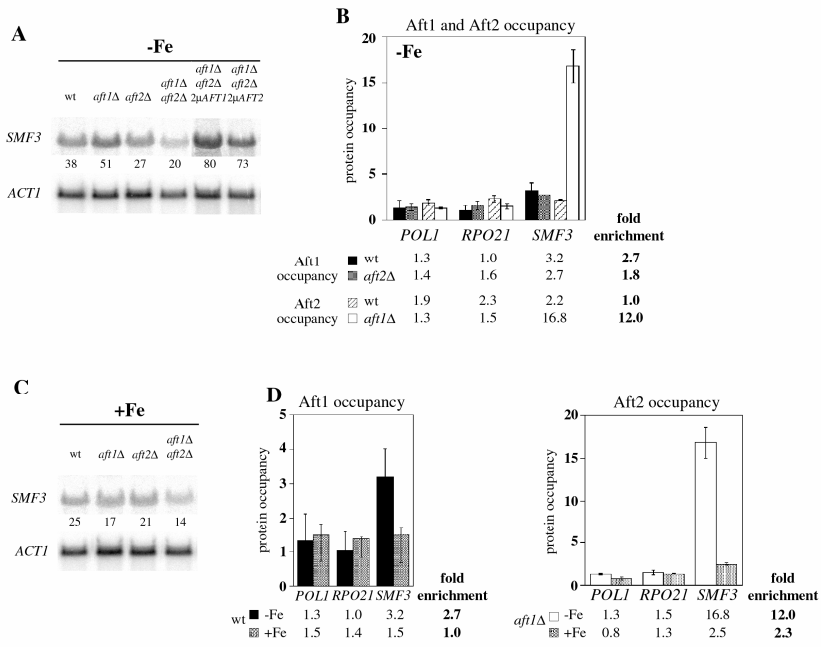 A
-Fe
wt aft1Δ aft2Δ aft1Δ aft2Δ aft1Δ aft2Δ 2μAFT1 aft1Δ aft2Δ 2μAFT2
SMF3
38 51 27 20 80 73
ACT1
B
Aft1 and Aft2 occupancy
-Fe
protein occupancy
20
15
10
5
0
POL1 RPO21 SMF3
fold enrichment
Aft1 occupancy
wt 1.3 1.0 3.2 2.7
aft2Δ 1.4 1.6 2.7 1.8
Aft2 occupancy
wt 1.9 2.3 2.2 1.0
aft1Δ 1.3 1.5 16.8 12.0
C
+Fe
wt aft1Δ aft2Δ aft1Δ aft2Δ
SMF3
25 17 21 14
ACT1
D
Aft1 occupancy
protein occupancy
5
4
3
2
1
0
POL1 RPO21 SMF3
fold enrichment
wt
-Fe 1.3 1.0 3.2 2.7
+Fe 1.5 1.4 1.5 1.0
Aft2 occupancy
protein occupancy
20
15
10
5
0
POL1 RPO21 SMF3
fold enrichment
aft1Δ
-Fe 1.3 1.5 16.8 12.0
+Fe 0.8 1.3 2.5 2.3